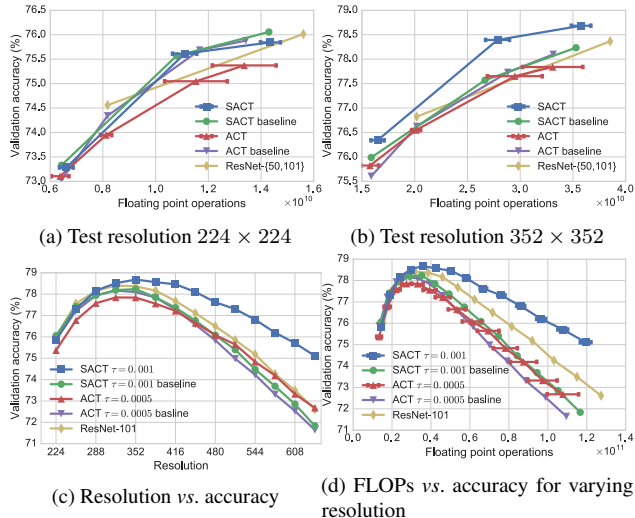 76.5
76.0
75.5
75.0
74.5
74.0
73.5
73.0
Validation accuracy (%)
SACT
SACT baseline
ACT
ACT baseline
ResNet-{50,101}
0.6 0.8 1.0 1.2 1.4 1.6
×10^10
Floating point operations
(a) Test resolution 224 × 224
79.0
78.5
78.0
77.5
77.0
76.5
76.0
75.5
Validation accuracy (%)
SACT
SACT baseline
ACT
ACT baseline
ResNet-{50,101}
1.5 2.0 2.5 3.0 3.5 4.0
×10^10
Floating point operations
(b) Test resolution 352 × 352
79
78
77
76
75
74
73
72
71
Validation accuracy (%)
SACT τ=0.001
SACT τ=0.001 baseline
ACT τ=0.0005
ACT τ=0.0005 basline
ResNet-101
224 288 352 416 480 544 608
Resolution
(c) Resolution vs. accuracy
79
78
77
76
75
74
73
72
71
Validation accuracy (%)
SACT τ=0.001
SACT τ=0.001 baseline
ACT τ=0.0005
ACT τ=0.0005 basline
ResNet-101
0.0 0.2 0.4 0.6 0.8 1.0 1.2 1.4
×10^11
Floating point operations
(d) FLOPs vs. accuracy for varying
resolution